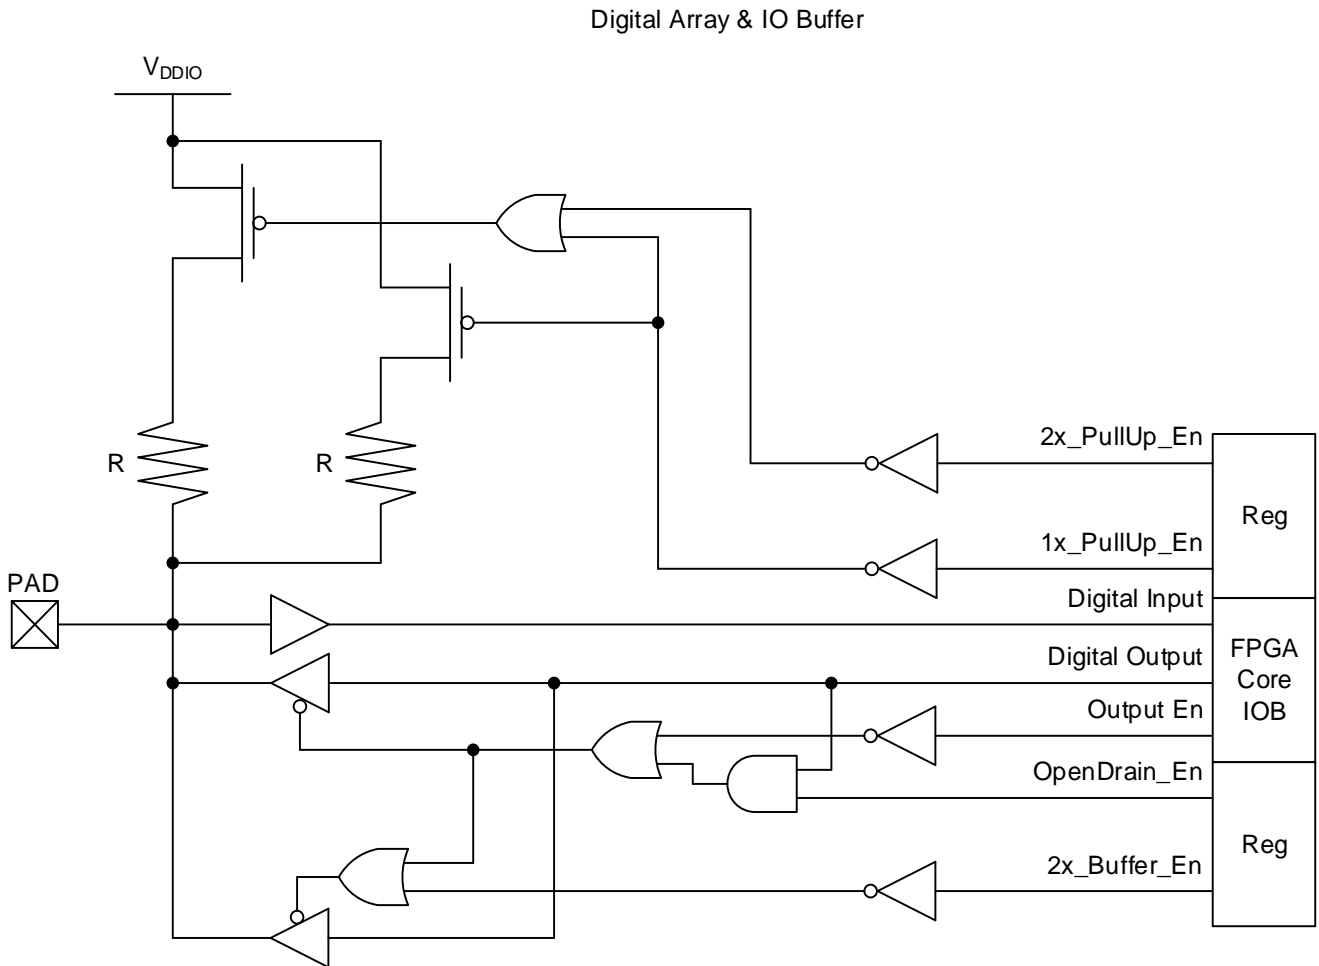 Digital Array & IO Buffer
VDDIO
2x_PullUp_En
R
R
Reg
1x_PullUp_En
PAD
Digital Input
Digital Output
FPGA
Core
IOB
Output En
OpenDrain_En
Reg
2x_Buffer_En